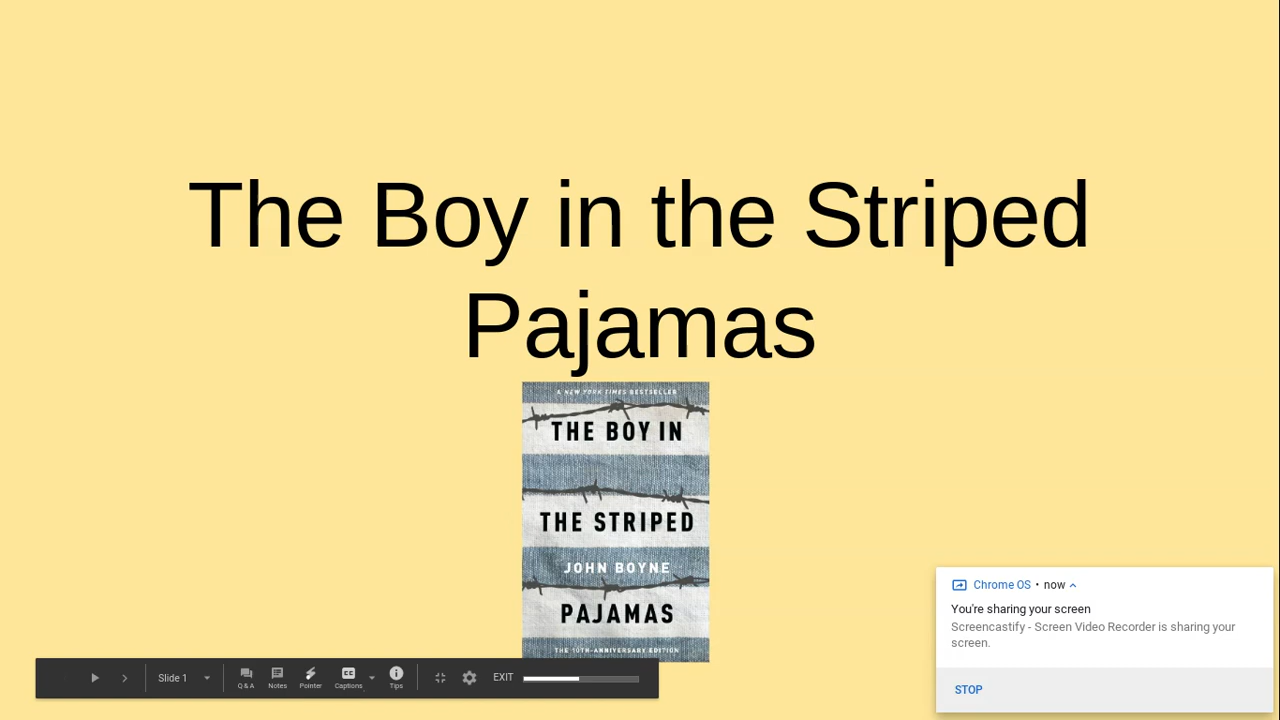 The Boy in the Striped
Pajamas
A NEW YORK TIMES BESTSELLER
THE BOY IN
THE STRIPED
JOHN BOYNE
PAJAMAS
THE 10TH-ANNIVERSARY EDITION
Slide 1
Q & A
Notes
Pointer
Captions
Tips
EXIT
Chrome OS • now
You're sharing your screen
Screencastify - Screen Video Recorder is sharing your
screen.
STOP